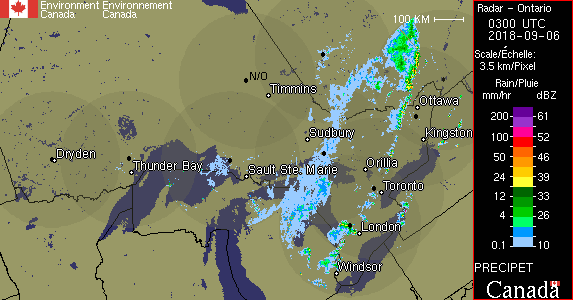 Environment Environnement
Canada Canada
100 KM
N/O
Timmins
Ottawa
Sudbury
Kingston
Dryden
Thunder Bay
Sault Ste. Marie
Orillia
Toronto
London
Windsor
Radar - Ontario
0300 UTC
2018-09-06
Scale/Échelle:
3.5 km/Pixel
Rain/Pluie
mm/hr dBZ
200 61
100 52
50 46
24 39
12 33
4 26
0.1 10
PRECIPET
Canada